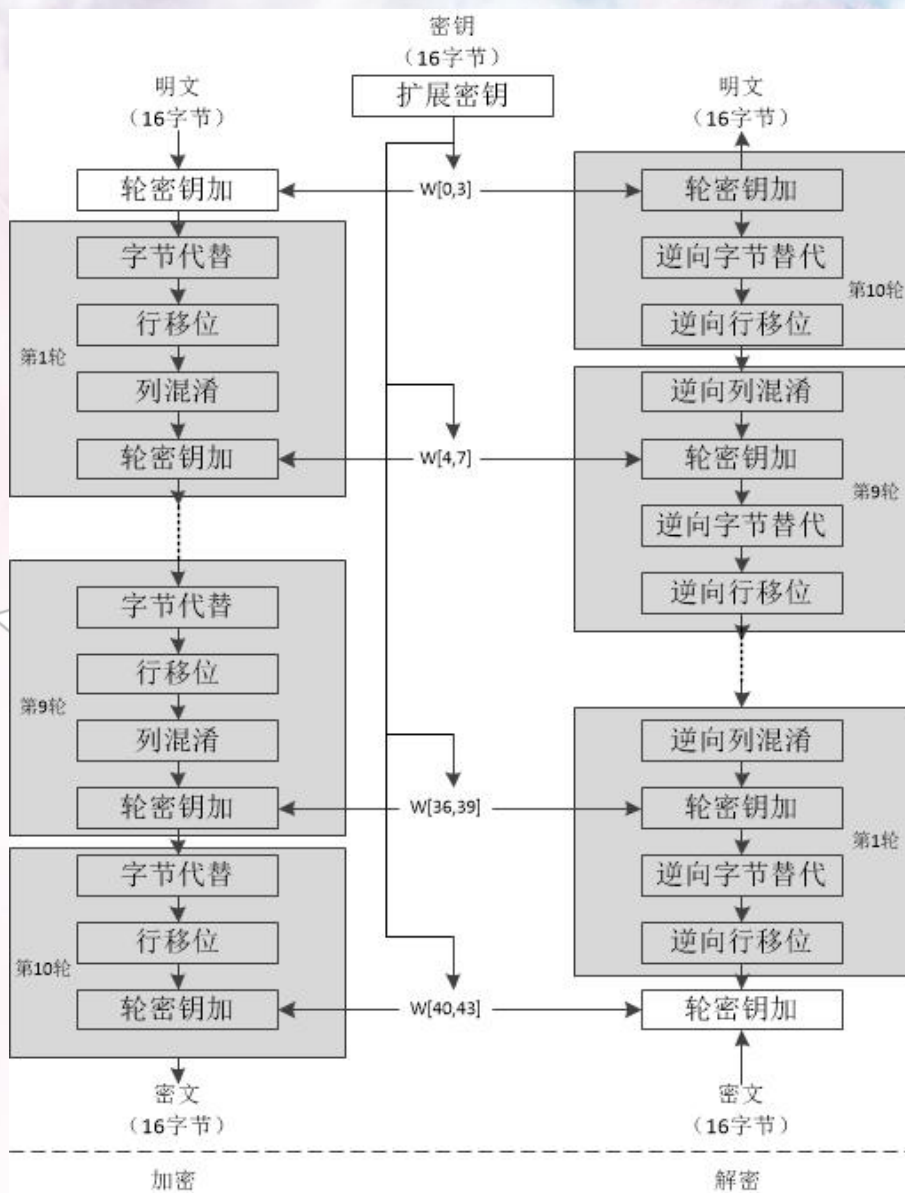 密钥
（16字节）
扩展密钥
明文
（16字节）
轮密钥加
字节代替
行移位
列混淆
轮密钥加
第1轮
字节代替
行移位
列混淆
轮密钥加
第9轮
字节代替
行移位
轮密钥加
第10轮
密文
（16字节）
加密
W[0,3]
W[4,7]
W[36,39]
W[40,43]
明文
（16字节）
轮密钥加
逆向字节替代
逆向行移位
第10轮
逆向列混淆
轮密钥加
逆向字节替代
逆向行移位
第9轮
逆向列混淆
轮密钥加
逆向字节替代
逆向行移位
第1轮
轮密钥加
密文
（16字节）
解密